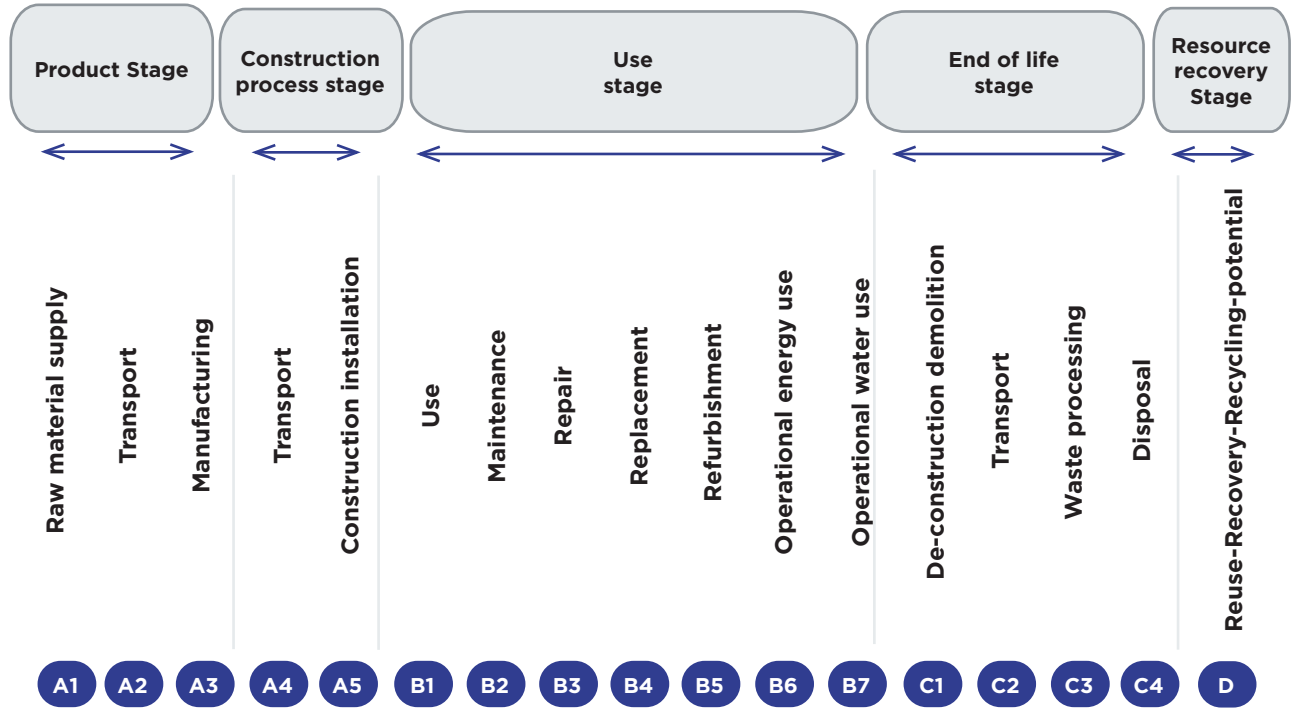 Product Stage
Construction
process stage
Use
stage
End of life
stage
Resource
recovery
Stage
Raw material supply
Transport
Manufacturing
Transport
Construction installation
Use
Maintenance
Repair
Replacement
Refurbishment
Operational energy use
Operational water use
De-construction demolition
Transport
Waste processing
Disposal
Reuse-Recovery-Recycling-potential
A1
A2
A3
A4
A5
B1
B2
B3
B4
B5
B6
B7
C1
C2
C3
C4
D